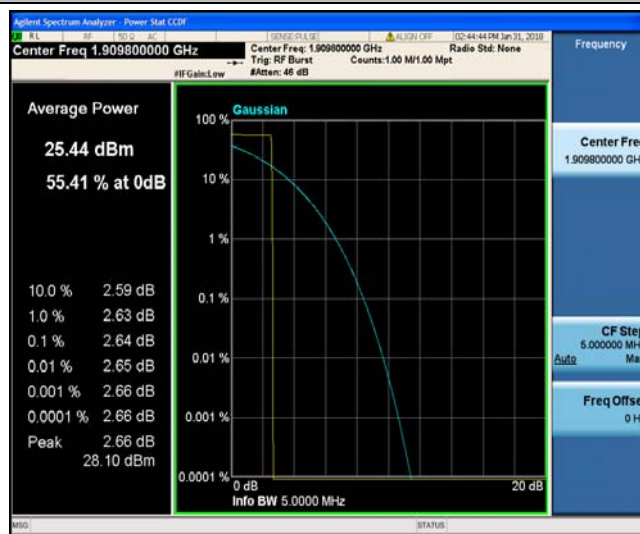 Agilent Spectrum Analyzer - Power Stat CCDF
RL RF 50 Ω AC SENSE:PULSE ALIGN OFF 02:44:44 PM Jan 31, 2018
Center Freq 1.909800000 GHz
Center Freq: 1.909800000 GHz Radio Std: None
Trig: RF Burst Counts:1.00 M/1.00 Mpt
#IFGain:Low #Atten: 46 dB
Frequency
Average Power
25.44 dBm
55.41 % at 0dB
10.0 % 2.59 dB
1.0 % 2.63 dB
0.1 % 2.64 dB
0.01 % 2.65 dB
0.001 % 2.66 dB
0.0001 % 2.66 dB
Peak 2.66 dB
28.10 dBm
Gaussian
100 %
10 %
1 %
0.1 %
0.01 %
0.001 %
0.0001 %
0 dB 20 dB
Info BW 5.0000 MHz
Center Fre
1.909800000 GH
CF Ste
5.000000 MH
Auto Ma
Freq Offse
0 H
MSG STATUS